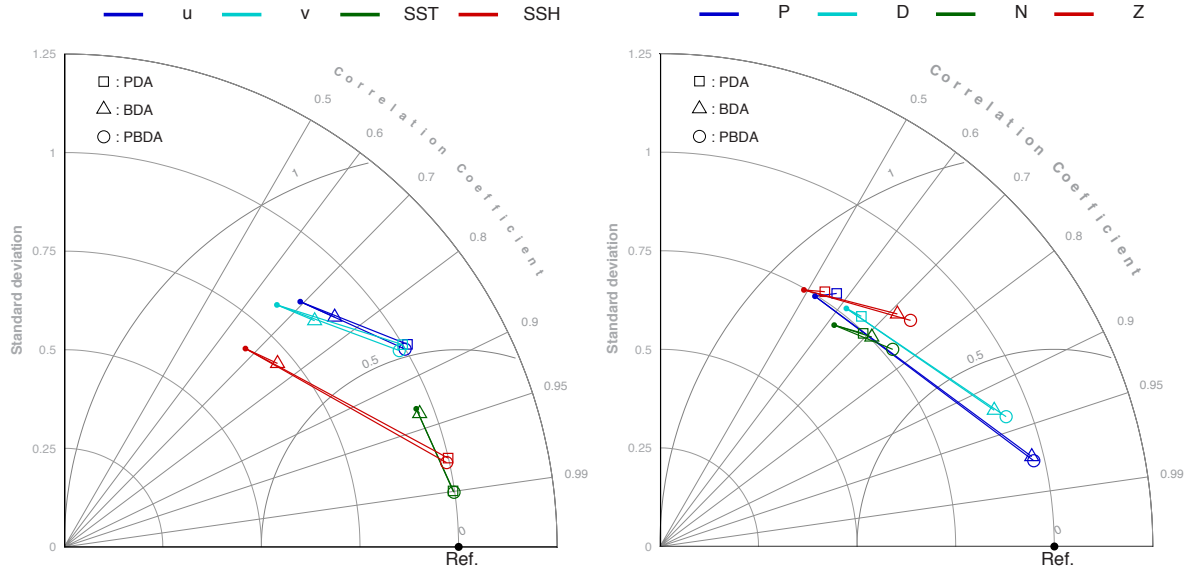 u v SST SSH
1.25
1
0.75
0.5
0.25
0
Standard deviation
: PDA
: BDA
: PBDA
Correlation Coefficient
0.5
0.6
0.7
0.8
0.9
0.95
0.99
1
0.5
0
Ref.
P D N Z
1.25
1
0.75
0.5
0.25
0
Standard deviation
: PDA
: BDA
: PBDA
Correlation Coefficient
0.5
0.6
0.7
0.8
0.9
0.95
0.99
1
0.5
0
Ref.